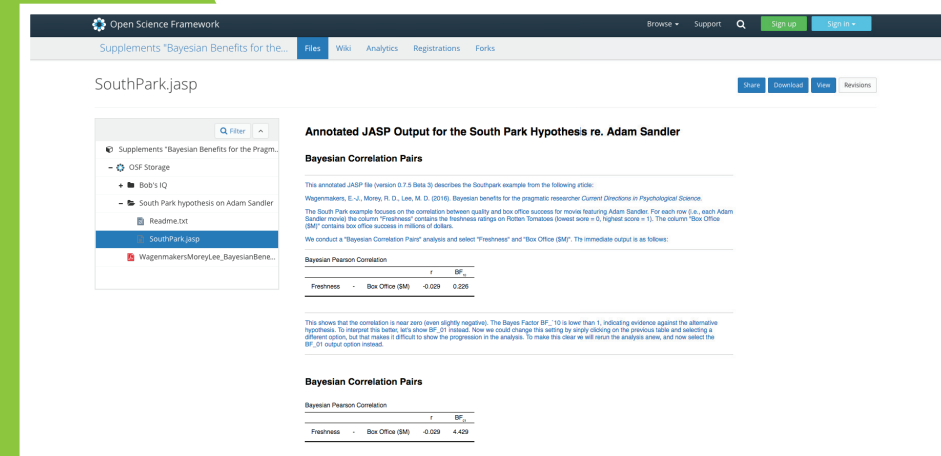 Open Science Framework
Browse Support Sign up Sign in
Supplements "Bayesian Benefits for the... Files Wiki Analytics Registrations Forks
SouthPark.jasp
Share Download View Revisions
Filter
Supplements "Bayesian Benefits for the Pragm..
OSF Storage
Bob's IQ
South Park hypothesis on Adam Sandler
Readme.txt
SouthPark.jasp
WagenmakersMoreyLee_BayesianBene...
Annotated JASP Output for the South Park Hypothesis re. Adam Sandler
Bayesian Correlation Pairs
This annotated JASP file (version 0.7.5 Beta 3) describes the Southpark example from the following article:
Wagenmakers, E.-J., Morey, R. D., Lee, M. D. (2016). Bayesian benefits for the pragmatic researcher Current Directions in Psychological Science.
The South Park example focuses on the correlation between quality and box office success for movie featuring Adam Sandler. For each row (i.e., each Adam
Sandler movie) the column "Freshness" contains the freshness ratings on Rotten Tomatoes (lowest sore = 0, highest score = 1). The column "Box Office
($M)" contains box office success in millions of dollars.
We conduct a "Bayesian Correlation Pairs" analysis and select "Freshness" and "Box Office ($M)". The immediate output is as follows:
Bayesian Pearson Correlation
r BF₁₀
Freshness - Box Office ($M) -0.029 0.226
This shows that the correlation is near zero (even slightly negative). The Bayes Factor BF_`10 is lower than 1, indicating evidence against the alternative
hypothesis. To interpret this better, let's show BF_01 instead. Now we could change this setting by sinply clicking on the previous table and selecting a
different option, but that makes it difficult to show the progression in the analysis. To make this clear we will rerun the analysis anew, and now select the
BF_01 output option instead.
Bayesian Correlation Pairs
Bayesian Pearson Correlation
r BF₀₁
Freshness - Box Office ($M) -0.029 4.429